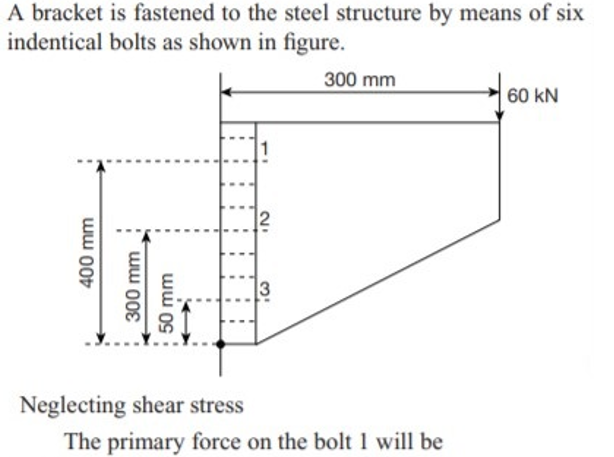 A bracket is fastened to the steel structure by means of six
indentical bolts as shown in figure.
300 mm
60 kN
1
2
3
400 mm
300 mm
50 mm
Neglecting shear stress
The primary force on the bolt 1 will be